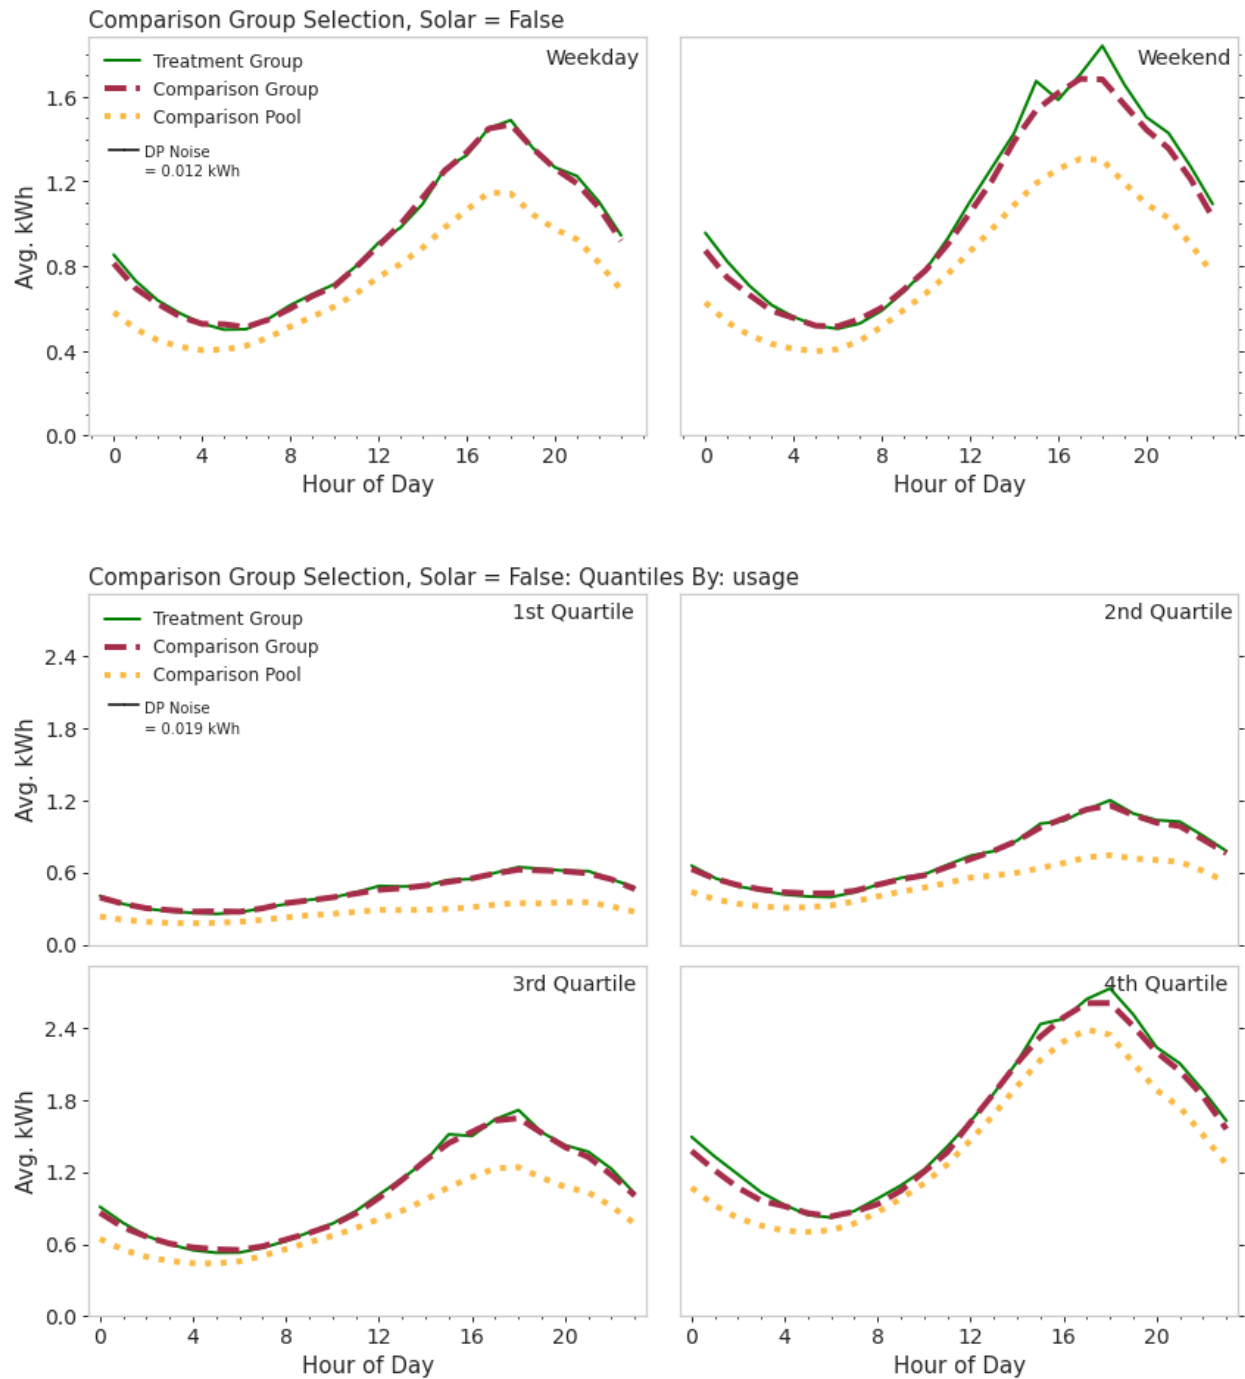 Comparison Group Selection, Solar = False
Treatment Group
Comparison Group
Comparison Pool
DP Noise
= 0.012 kWh
Weekday
Weekend
Avg. kWh
1.6
1.2
0.8
0.4
0.0
0 4 8 12 16 20
0 4 8 12 16 20
Hour of Day
Hour of Day
Comparison Group Selection, Solar = False: Quantiles By: usage
Treatment Group
Comparison Group
Comparison Pool
DP Noise
= 0.019 kWh
1st Quartile
2nd Quartile
Avg. kWh
2.4
1.8
1.2
0.6
0.0
3rd Quartile
4th Quartile
Avg. kWh
2.4
1.8
1.2
0.6
0.0
0 4 8 12 16 20
0 4 8 12 16 20
Hour of Day
Hour of Day